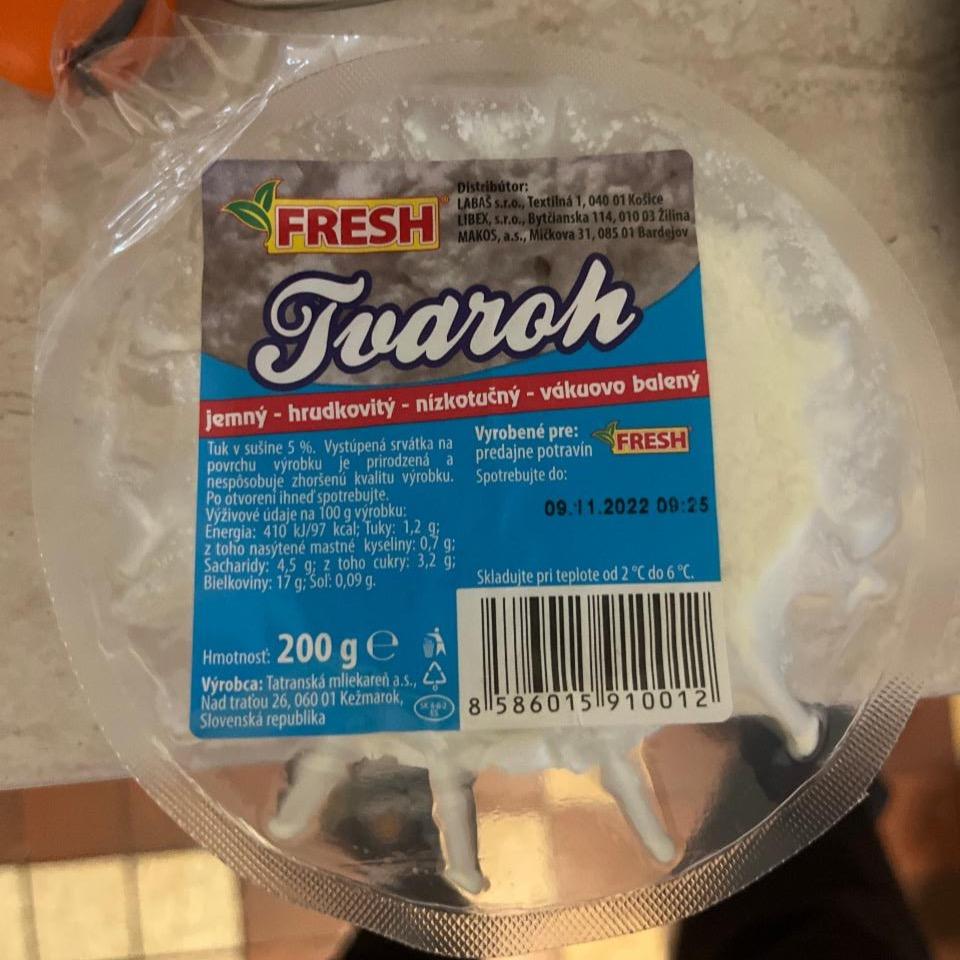 FRESH
Distribútor:
LABAŠ s.r.o., Textilná 1, 040 01 Košice
LIBEX, s.r.o., Bytčianska 114, 010 03 Žilina
MAKOS, a.s., Mičkova 31, 085 01 Bardejov
Tvaroh
jemný - hrudkovitý - nízkotučný - vákuovo balený
Tuk v sušine 5 %. Vystúpená srvátka na
povrchu výrobku je prirodzená a
nespôsobuje zhoršenú kvalitu výrobku.
Po otvorení ihneď spotrebujte.
Výživové údaje na 100 g výrobku:
Energia: 410 kJ/97 kcal; Tuky: 1,2 g;
z toho nasýtené mastné kyseliny: 0,7 g;
Sacharidy: 4,5 g; z toho cukry: 3,2 g;
Bielkoviny: 17 g; Soľ: 0,09 g.
Vyrobené pre:
predajne potravín
FRESH
Spotrebujte do:
09.11.2022 09:25
Skladujte pri teplote od 2 °C do 6 °C.
Hmotnosť: 200 g ℮
Výrobca: Tatranská mliekareň a.s.,
Nad traťou 26, 060 01 Kežmarok,
Slovenská republika
8 586015 910012